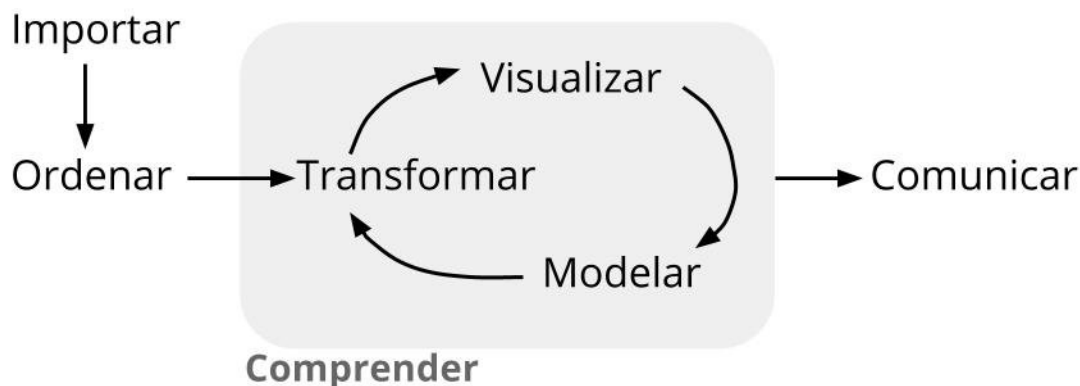 Importar
Visualizar
Ordenar
Transformar
Comunicar
Modelar
Comprender